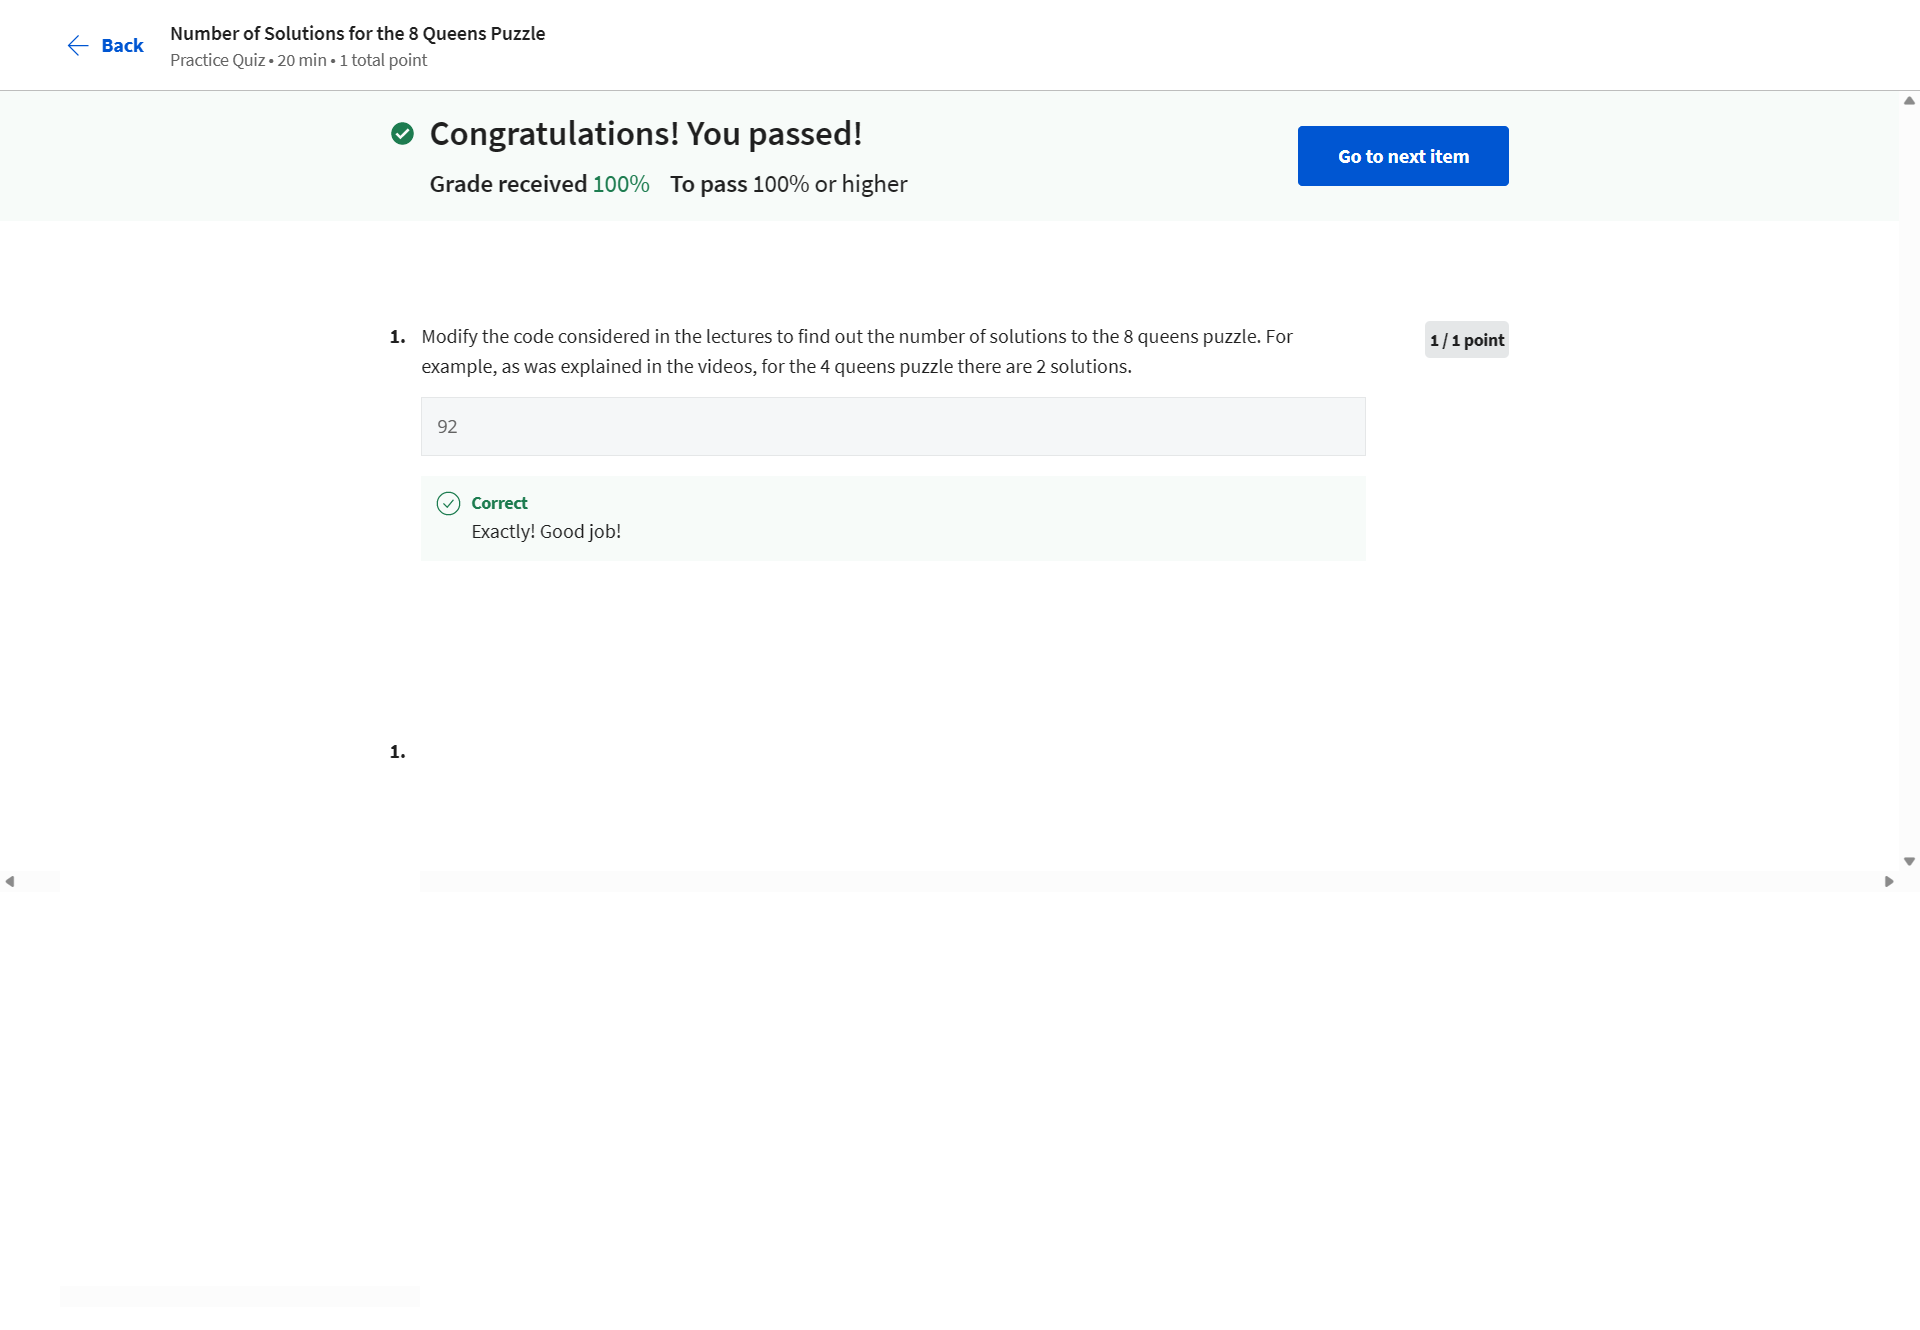 Back
Number of Solutions for the 8 Queens Puzzle
Practice Quiz • 20 min • 1 total point
Congratulations! You passed!
Grade received 100% To pass 100% or higher
Go to next item
1. Modify the code considered in the lectures to find out the number of solutions to the 8 queens puzzle. For
example, as was explained in the videos, for the 4 queens puzzle there are 2 solutions.
1 / 1 point
92
Correct
Exactly! Good job!
1.